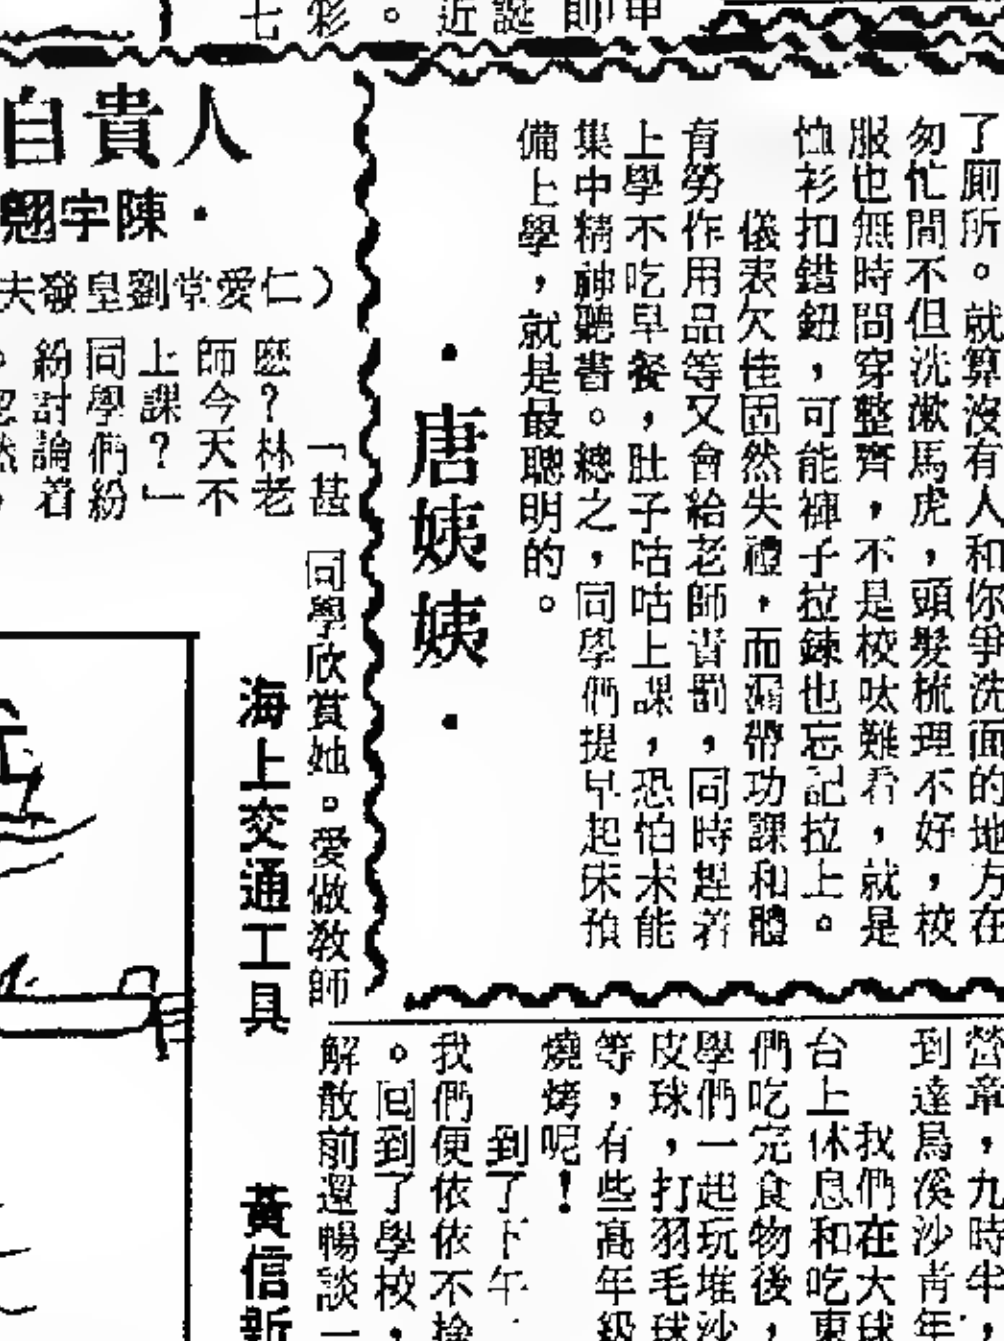 了廁所。就算沒有人和你爭洗面的地方在
匆忙間不但洗漱馬虎，頭髮梳理不好，校
服也無時間穿整齊，不是校呔難看，就是
恤衫扣錯鈕，可能褲子拉鍊也忘記拉上。
儀表欠佳固然失禮，而漏帶功課和體
育勞作用品等又會給老師責罰，同時趕着
上學不吃早餐，肚子咕咕上課，恐怕未能
集中精神聽書。總之，同學們提早起床預
備上學，就是最聰明的。
·唐姨姨·
人貴自
·陳宇翹
（仁愛堂劉皇發夫
「甚
麼？林老
師今天不
上課？」
同學們紛
紛討論着
同學欣賞她。愛做教師
海上交通工具
黃信新
營章，九時半，
到達烏溪沙青年
我們在大球
台上休息和吃東
們吃完食物後，
學們一起玩堆沙
皮球，打羽毛球
等，有些高年級
燒烤呢！
到了下午
我們便依依不捨
。回到了學校，
解散前還暢談一
七彩。近誕即申